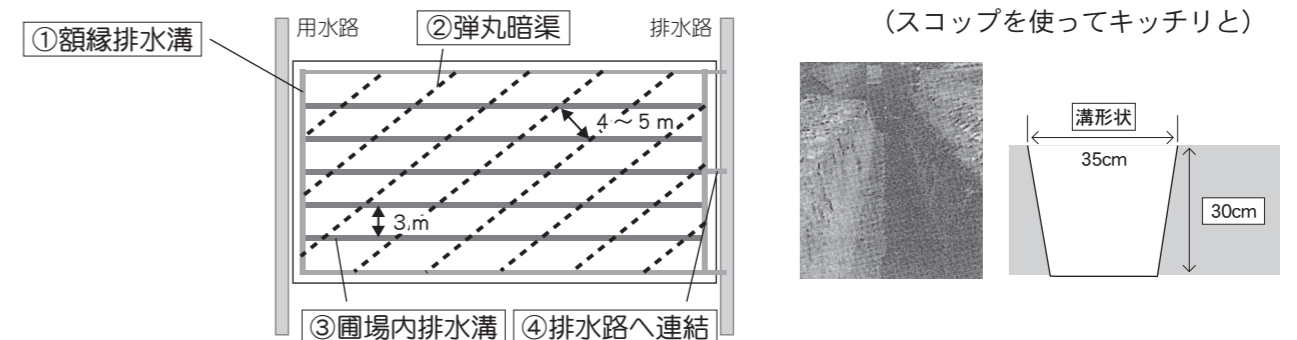 ①額縁排水溝
用水路
②弾丸暗渠
排水路
4～5 m
3 m
③圃場内排水溝
④排水路へ連結
（スコップを使ってキッチリと）
溝形状
35cm
30cm